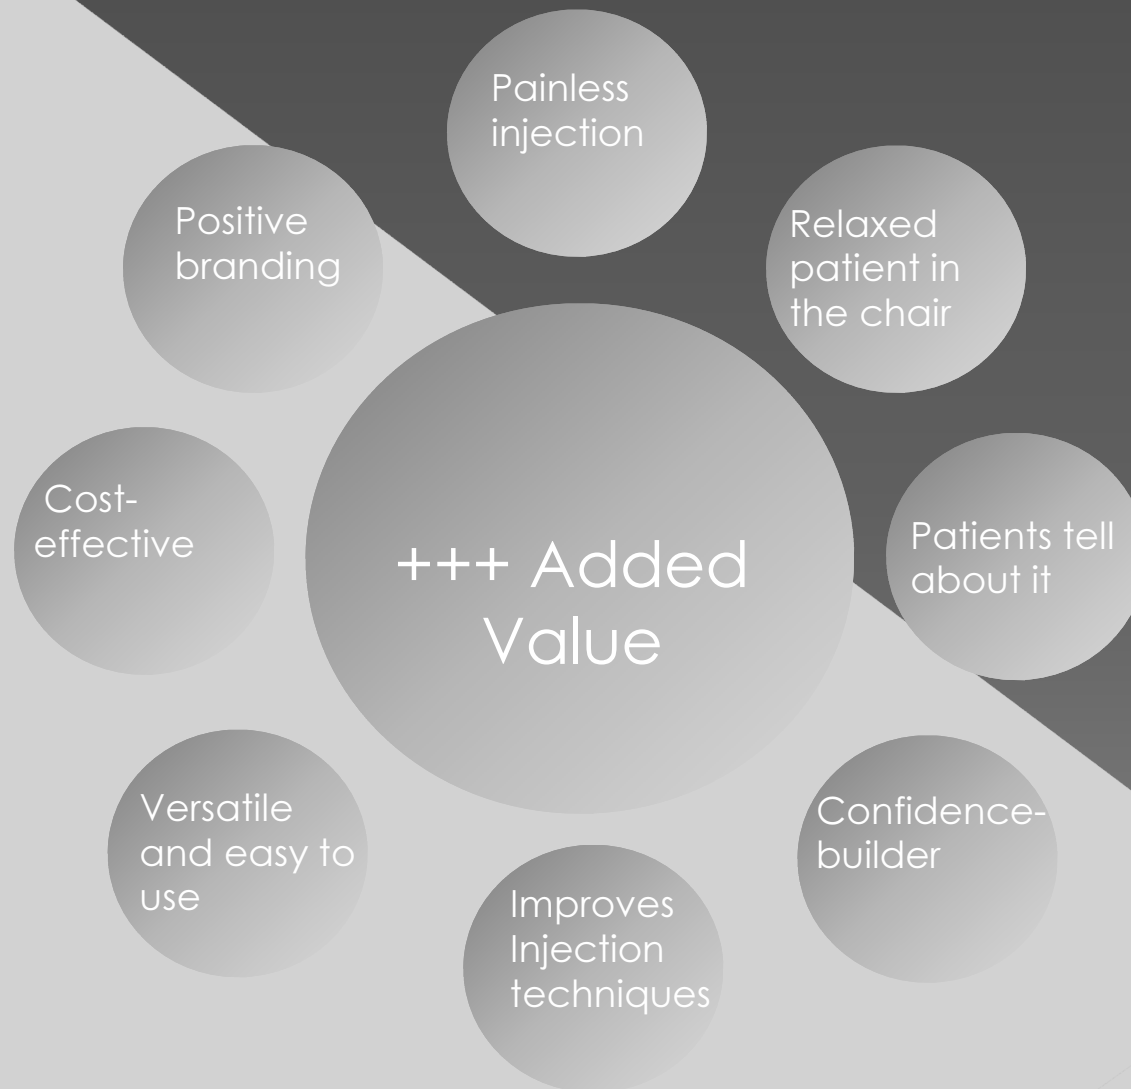 Painless
injection
Relaxed
patient in
the chair
Patients tell
about it
Confidence-
builder
Improves
Injection
techniques
Versatile
and easy to
use
Cost-
effective
Positive
branding
+++ Added
Value